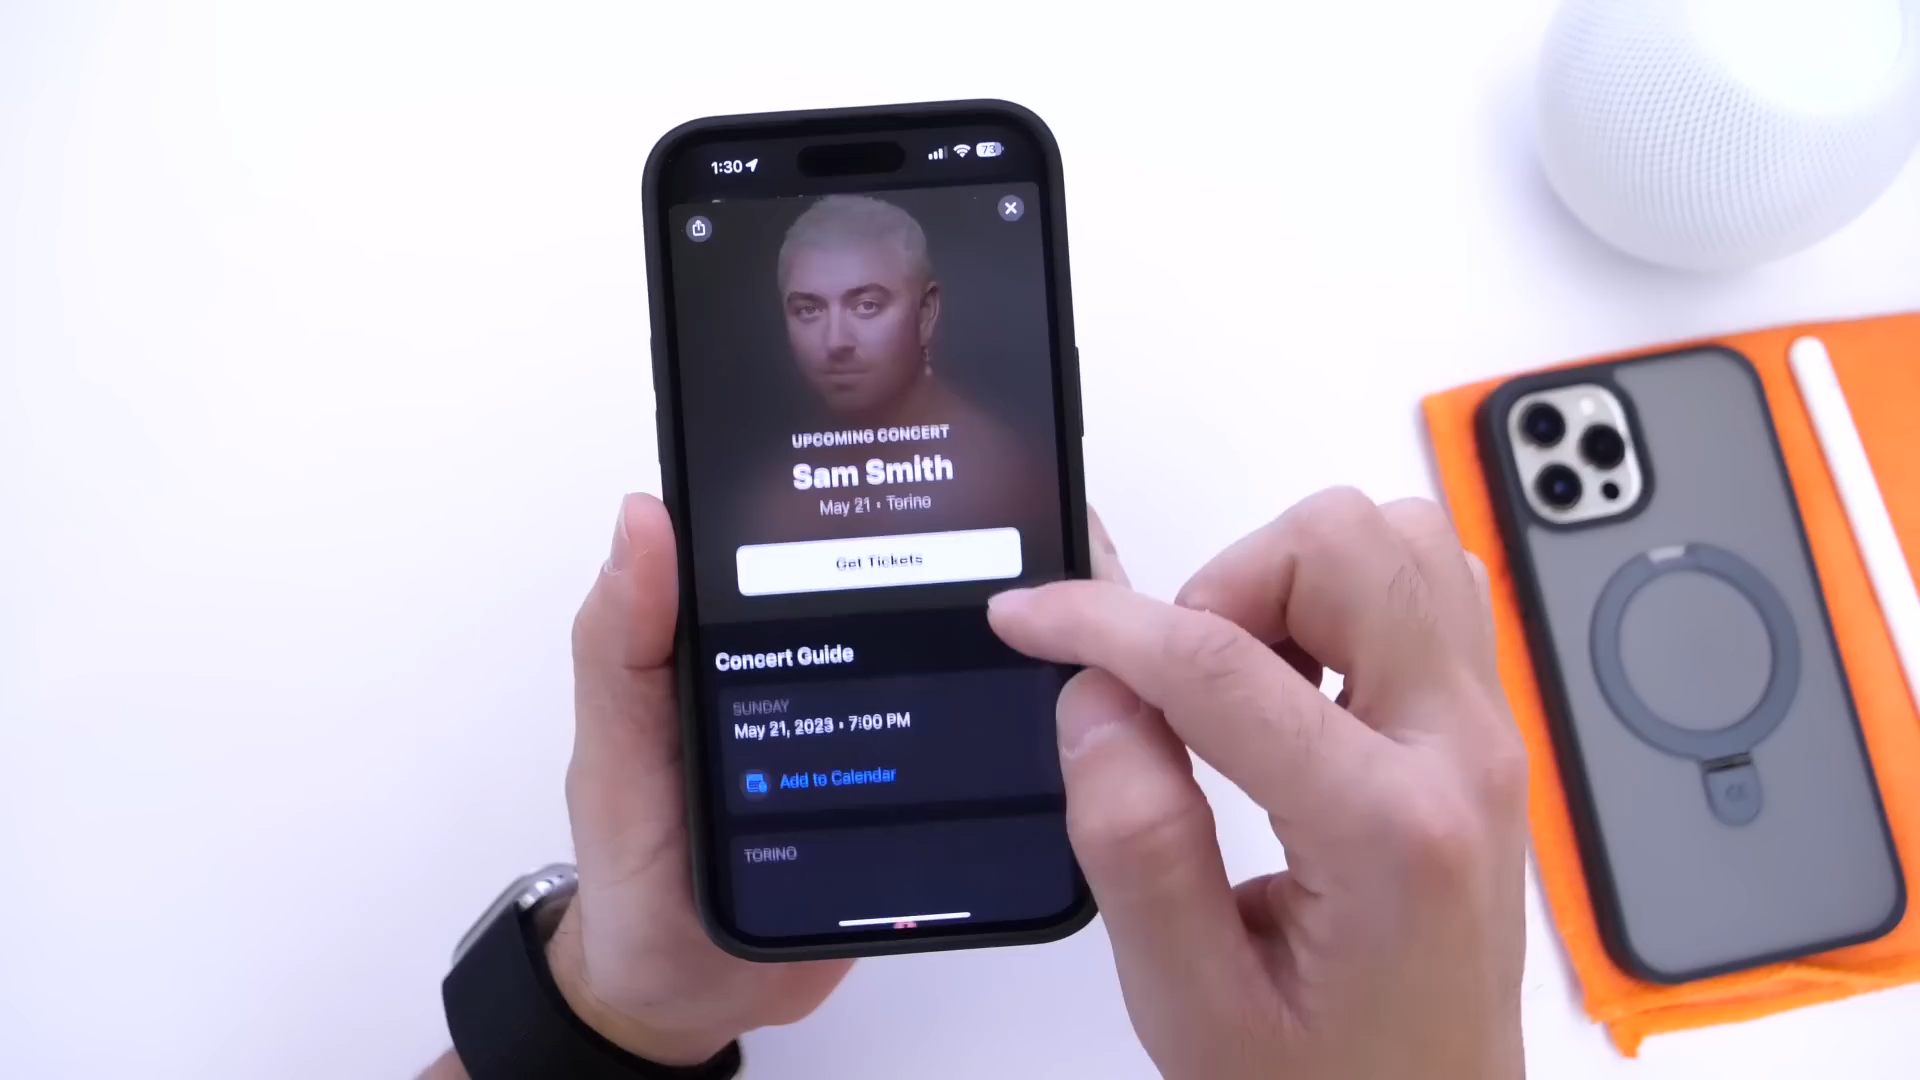 1:30
73
UPCOMING CONCERT
Sam Smith
May 21 • Torino
Get Tickets
Concert Guide
SUNDAY
May 21, 2023 • 7:00 PM
Add to Calendar
TORINO